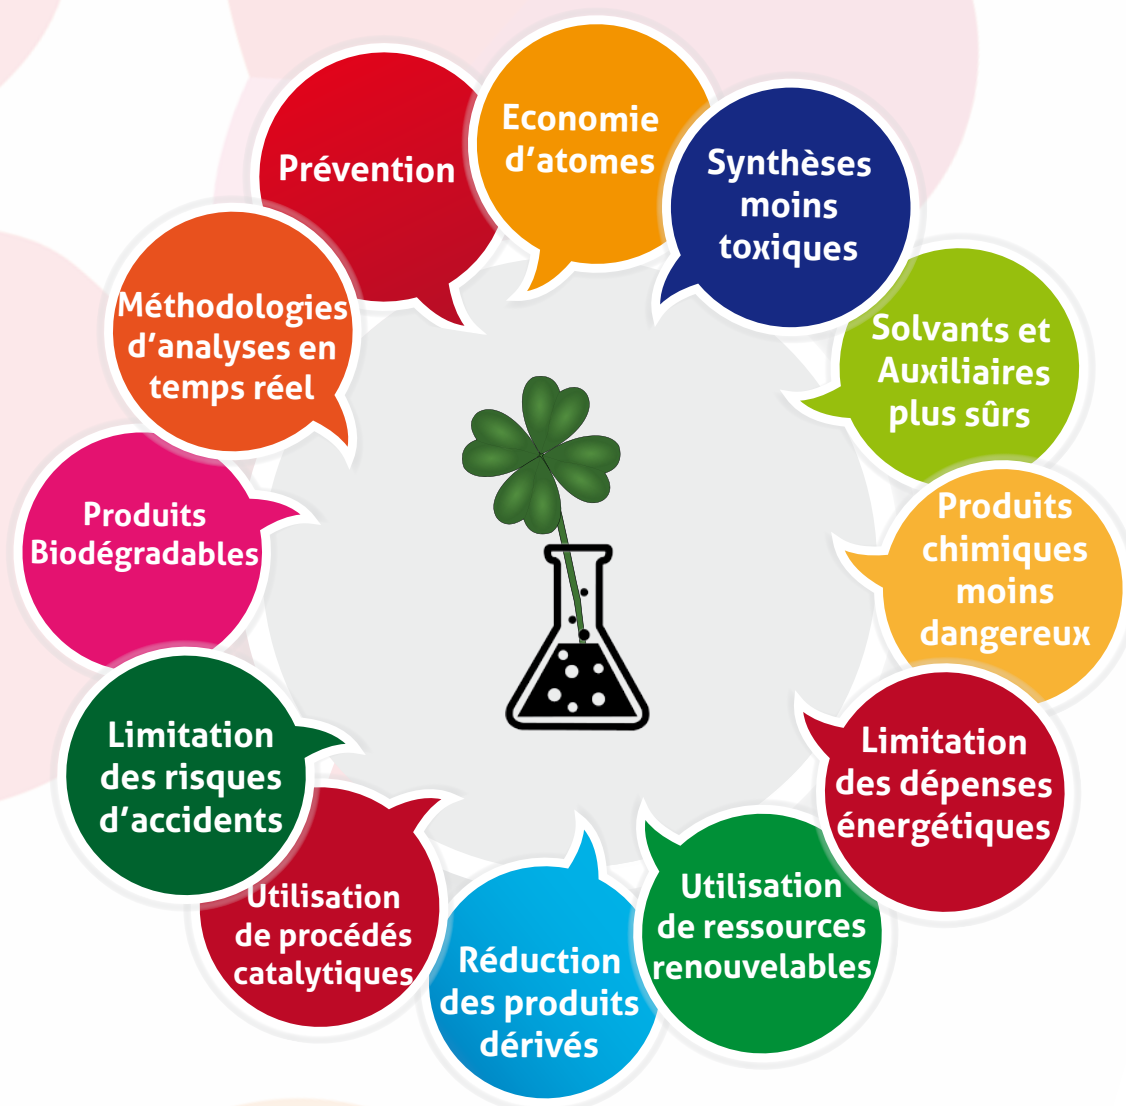 Prévention
Economie
d'atomes
Synthèses
moins
toxiques
Solvants et
Auxiliaires
plus sûrs
Produits
chimiques
moins
dangereux
Limitation
des dépenses
énergétiques
Utilisation
de ressources
renouvelables
Réduction
des produits
dérivés
Utilisation
de procédés
catalytiques
Limitation
des risques
d'accidents
Produits
Biodégradables
Méthodologies
d'analyses en
temps réel